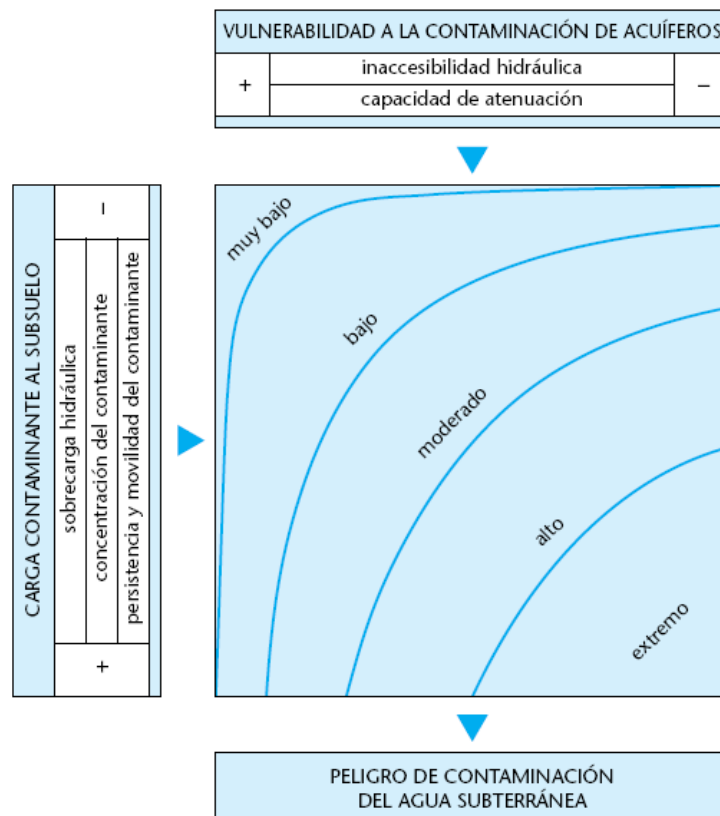 VULNERABILIDAD A LA CONTAMINACIÓN DE ACUÍFEROS
+
inaccesibilidad hidráulica
capacidad de atenuación
–
CARGA CONTAMINANTE AL SUBSUELO
–
sobrecarga hidráulica
concentración del contaminante
persistencia y movilidad del contaminante
+
muy bajo
bajo
moderado
alto
extremo
PELIGRO DE CONTAMINACIÓN
DEL AGUA SUBTERRÁNEA